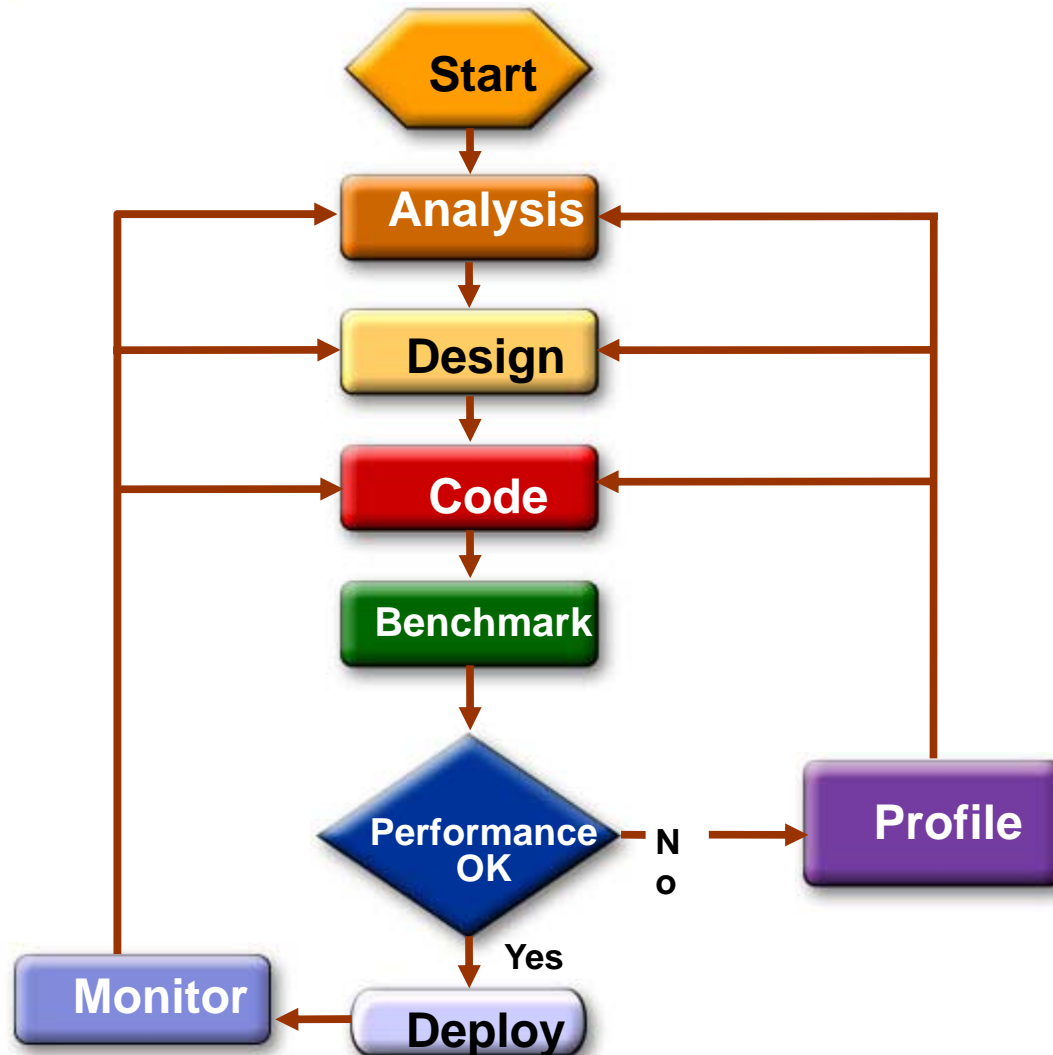 Start
Analysis
Design
Code
Benchmark
Performance
OK
N
o
Profile
Yes
Monitor
Deploy